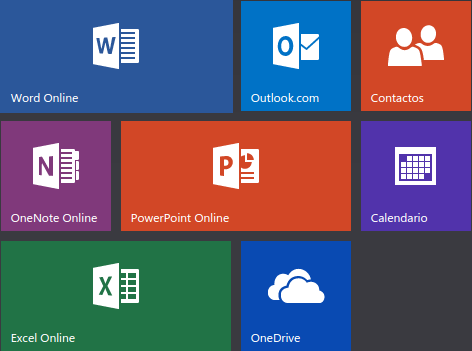 W
Word Online
O
Outlook.com
Contactos
N
OneNote Online
P
PowerPoint Online
Calendario
X
Excel Online
OneDrive